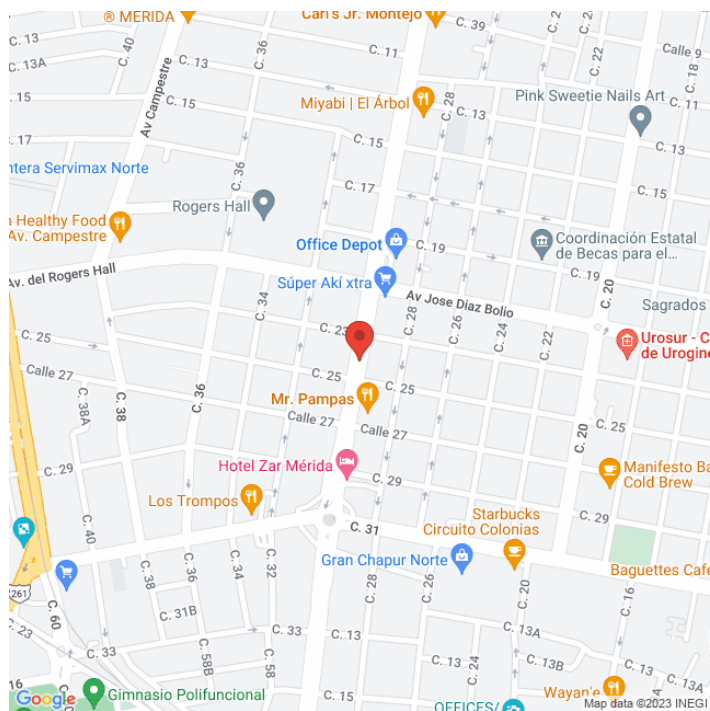 ® MERIDA
Carl's Jr. Montejo
C. 11
C. 39
C. 22
Calle 9
C. 18
C. 11
C. 13
C. 40
C. 36
C. 13A
C. 13
C. 11
C. 15
C. 15
Av Campestre
Miyabi | El Árbol
C. 28
C. 13
Pink Sweetie Nails Art
C. 13
C. 17
C. 15
C. 36
C. 15
ntera Servimax Norte
C. 17
Rogers Hall
n Healthy Food
Av. Campestre
Office Depot
C. 19
Coordinación Estatal
de Becas para el...
C. 19
Av. del Rogers Hall
Súper Akí xtra
C. 20
Av Jose Diaz Bolio
Sagrados
C. 34
C. 28
C. 26
C. 24
C. 22
C. 25
C. 23
Urosur - C
de Urogine
Calle 27
C. 38A
C. 38
C. 36
C. 25
C. 25
Mr. Pampas
C. 20
C. 25
Calle 27
Calle 27
C. 29
Hotel Zar Mérida
C. 29
Manifesto Ba
Cold Brew
Los Trompos
C. 29
C. 31
Starbucks
Circuito Colonias
C. 40
C. 38
C. 34
C. 32
Gran Chapur Norte
C. 28
C. 26
C. 20
Baguettes Cafe
C. 16
261
C. 60
C. 31B
C. 23
C. 33
C. 33
C. 13A
C. 58B
C. 58
C. 13
C. 24
C. 13B
C. 13A
16
Google
Gimnasio Polifuncional
C. 15
OFFICES/
Wayan'e
Map data ©2023 INEGI